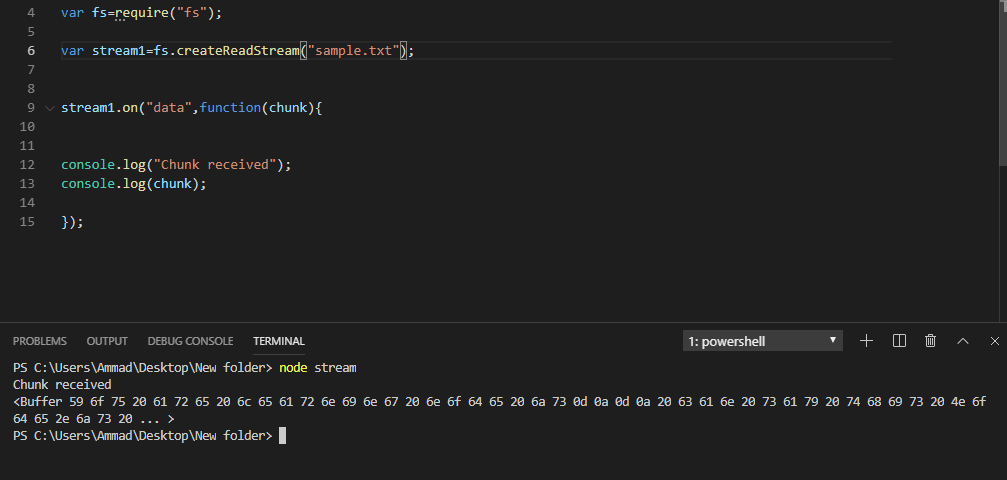 4 var fs=require("fs");
5
6 var stream1=fs.createReadStream("sample.txt");
7
8
9 stream1.on("data",function(chunk){
10
11
12 console.log("Chunk received");
13 console.log(chunk);
14
15 });
PROBLEMS OUTPUT DEBUG CONSOLE TERMINAL 1: powershell
PS C:\Users\Ammad\Desktop\New folder> node stream
Chunk received
<Buffer 59 6f 75 20 61 72 65 20 6c 65 61 72 6e 69 6e 67 20 6e 6f 64 65 20 6a 73 0d 0a 0d 0a 20 63 61 6e 20 73 61 79 20 74 68 69 73 20 4e 6f
64 65 2e 6a 73 20 ... >
PS C:\Users\Ammad\Desktop\New folder>